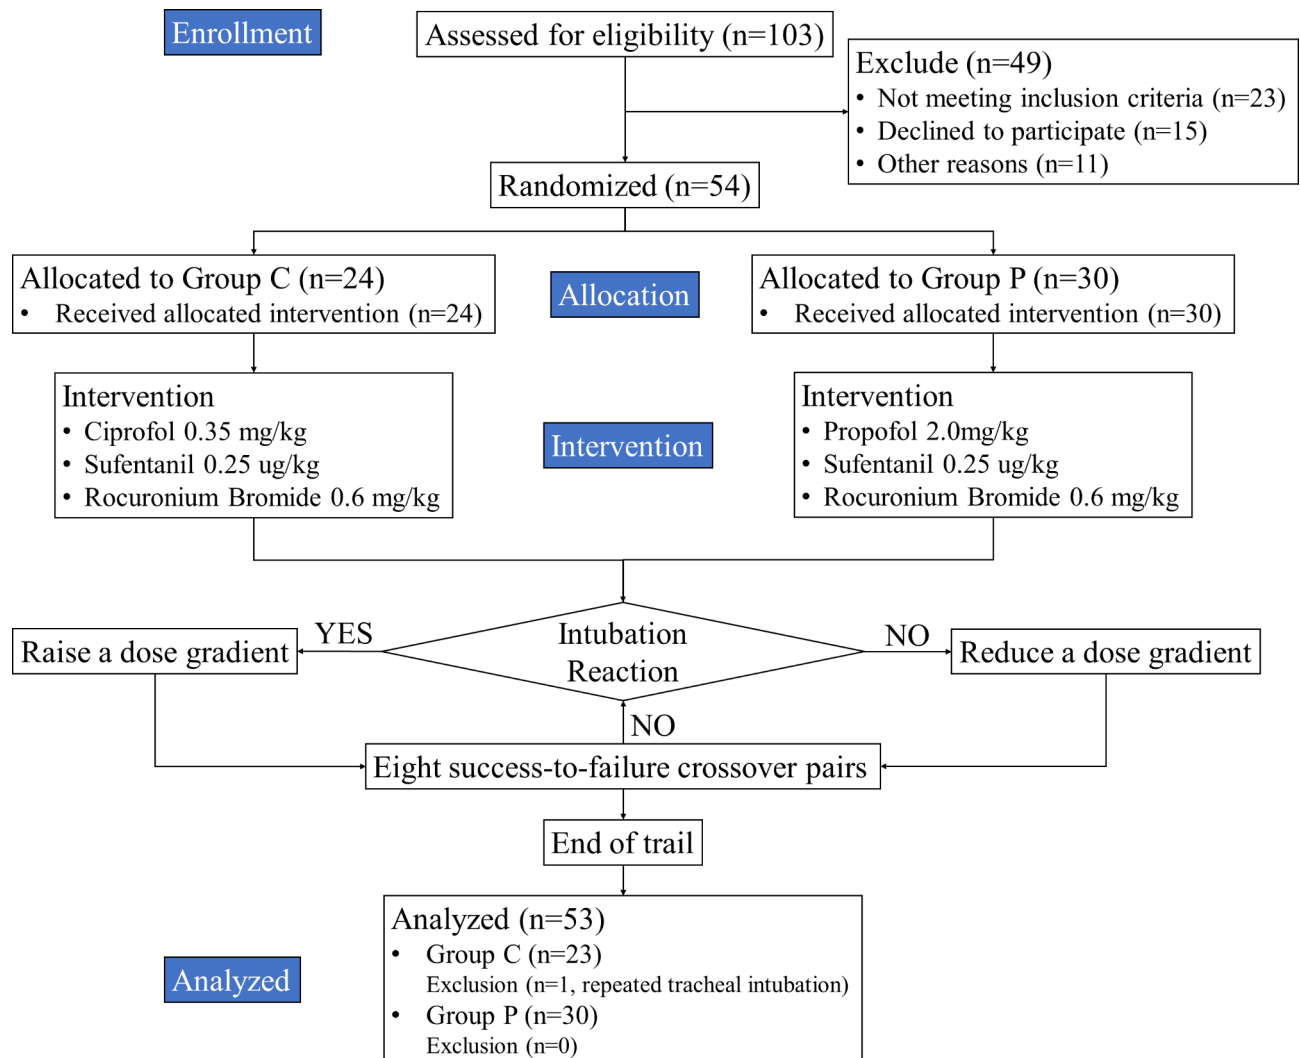 Enrollment
Assessed for eligibility (n=103)
Exclude (n=49)
• Not meeting inclusion criteria (n=23)
• Declined to participate (n=15)
• Other reasons (n=11)
Randomized (n=54)
Allocated to Group C (n=24)
• Received allocated intervention (n=24)
Allocation
Allocated to Group P (n=30)
• Received allocated intervention (n=30)
Intervention
• Ciprofol 0.35 mg/kg
• Sufentanil 0.25 ug/kg
• Rocuronium Bromide 0.6 mg/kg
Intervention
Intervention
• Propofol 2.0mg/kg
• Sufentanil 0.25 ug/kg
• Rocuronium Bromide 0.6 mg/kg
Raise a dose gradient
YES
Intubation
Reaction
NO
Reduce a dose gradient
NO
Eight success-to-failure crossover pairs
End of trail
Analyzed
Analyzed (n=53)
• Group C (n=23)
Exclusion (n=1, repeated tracheal intubation)
• Group P (n=30)
Exclusion (n=0)